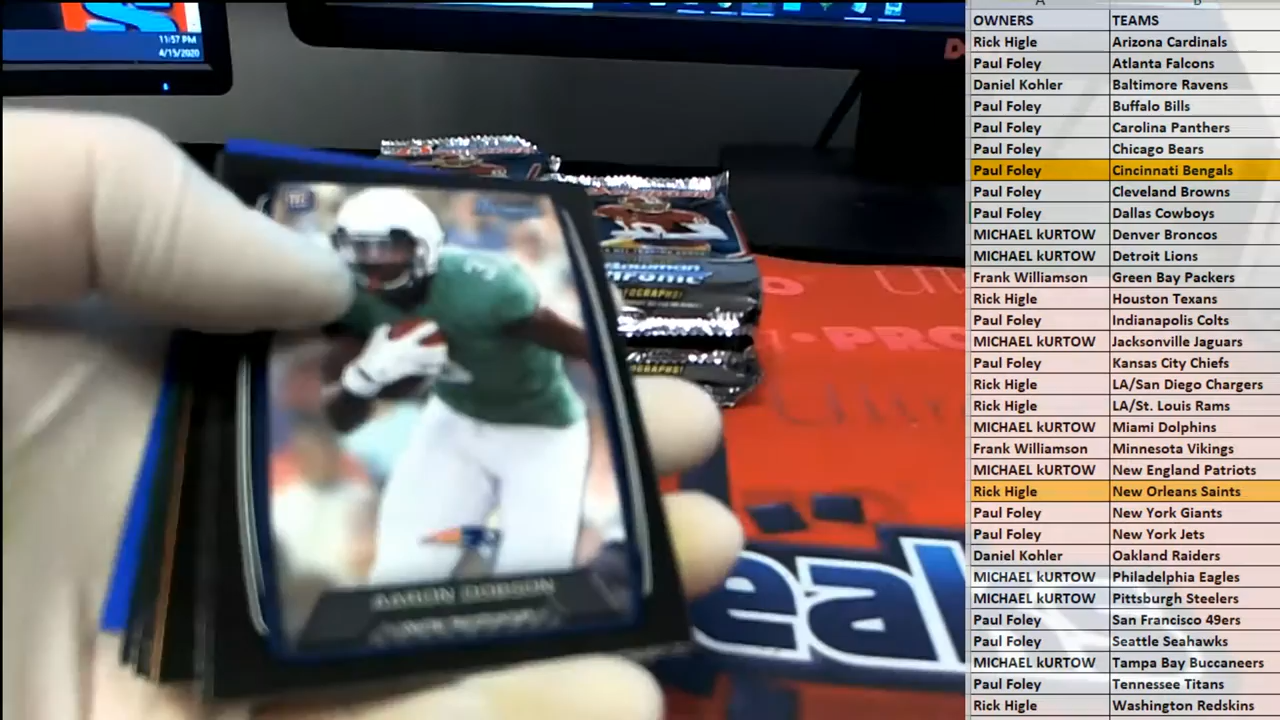 11:57 PM
4/15/2020
A B
OWNERS TEAMS
Rick Higle Arizona Cardinals
Paul Foley Atlanta Falcons
Daniel Kohler Baltimore Ravens
Paul Foley Buffalo Bills
Paul Foley Carolina Panthers
Paul Foley Chicago Bears
Paul Foley Cincinnati Bengals
Paul Foley Cleveland Browns
Paul Foley Dallas Cowboys
MICHAEL kURTOW Denver Broncos
MICHAEL kURTOW Detroit Lions
Frank Williamson Green Bay Packers
Rick Higle Houston Texans
Paul Foley Indianapolis Colts
MICHAEL kURTOW Jacksonville Jaguars
Paul Foley Kansas City Chiefs
Rick Higle LA/San Diego Chargers
Rick Higle LA/St. Louis Rams
MICHAEL kURTOW Miami Dolphins
Frank Williamson Minnesota Vikings
MICHAEL kURTOW New England Patriots
Rick Higle New Orleans Saints
Paul Foley New York Giants
Paul Foley New York Jets
Daniel Kohler Oakland Raiders
MICHAEL kURTOW Philadelphia Eagles
MICHAEL kURTOW Pittsburgh Steelers
Paul Foley San Francisco 49ers
Paul Foley Seattle Seahawks
MICHAEL kURTOW Tampa Bay Buccaneers
Paul Foley Tennessee Titans
Rick Higle Washington Redskins
3
AARON DOBSON
Bowman
Chrome
AUTOGRAPHS!
AUTOGRAPHS!
PRO
eal